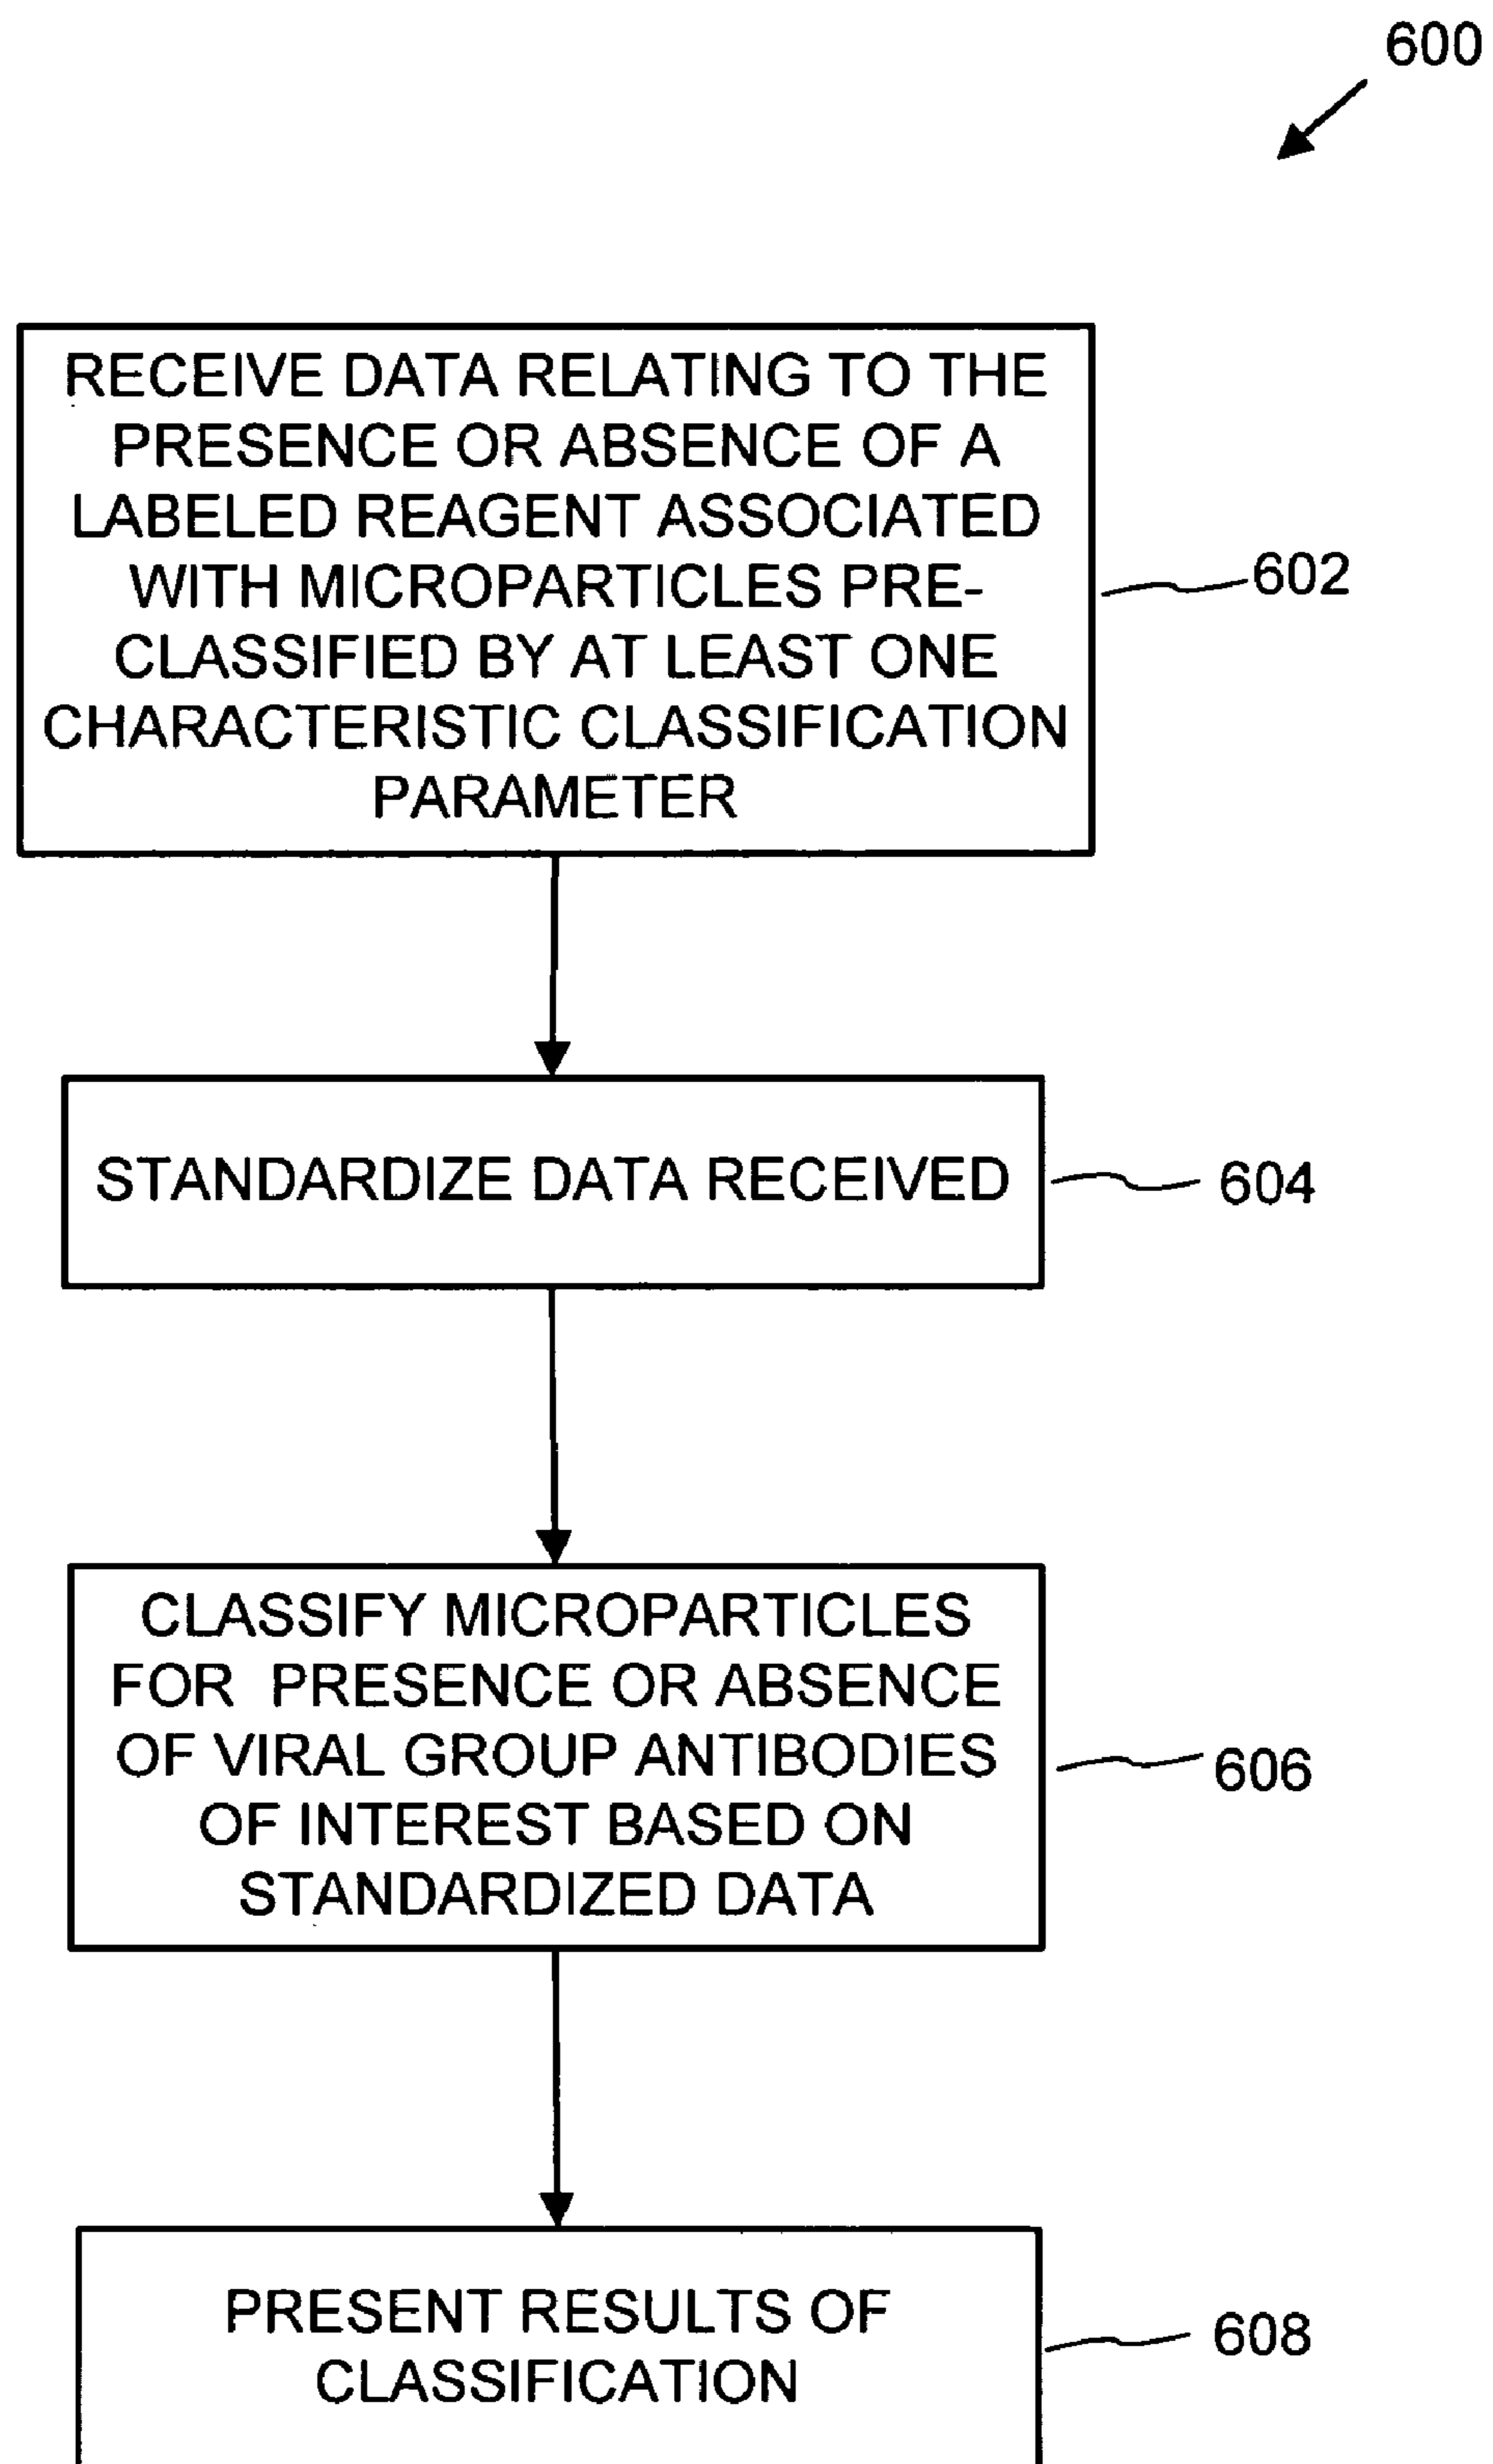 600
RECEIVE DATA RELATING TO THE
PRESENCE OR ABSENCE OF A
LABELED REAGENT ASSOCIATED
WITH MICROPARTICLES PRE-
CLASSIFIED BY AT LEAST ONE
CHARACTERISTIC CLASSIFICATION
PARAMETER
602
STANDARDIZE DATA RECEIVED
604
CLASSIFY MICROPARTICLES
FOR PRESENCE OR ABSENCE
OF VIRAL GROUP ANTIBODIES
OF INTEREST BASED ON
STANDARDIZED DATA
606
PRESENT RESULTS OF
CLASSIFICATION
608